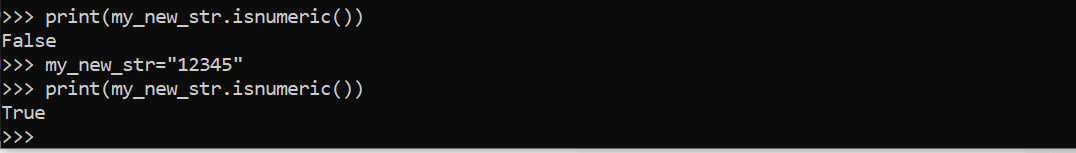 >>> print(my_new_str.isnumeric())
False
>>> my_new_str="12345"
>>> print(my_new_str.isnumeric())
True
>>>